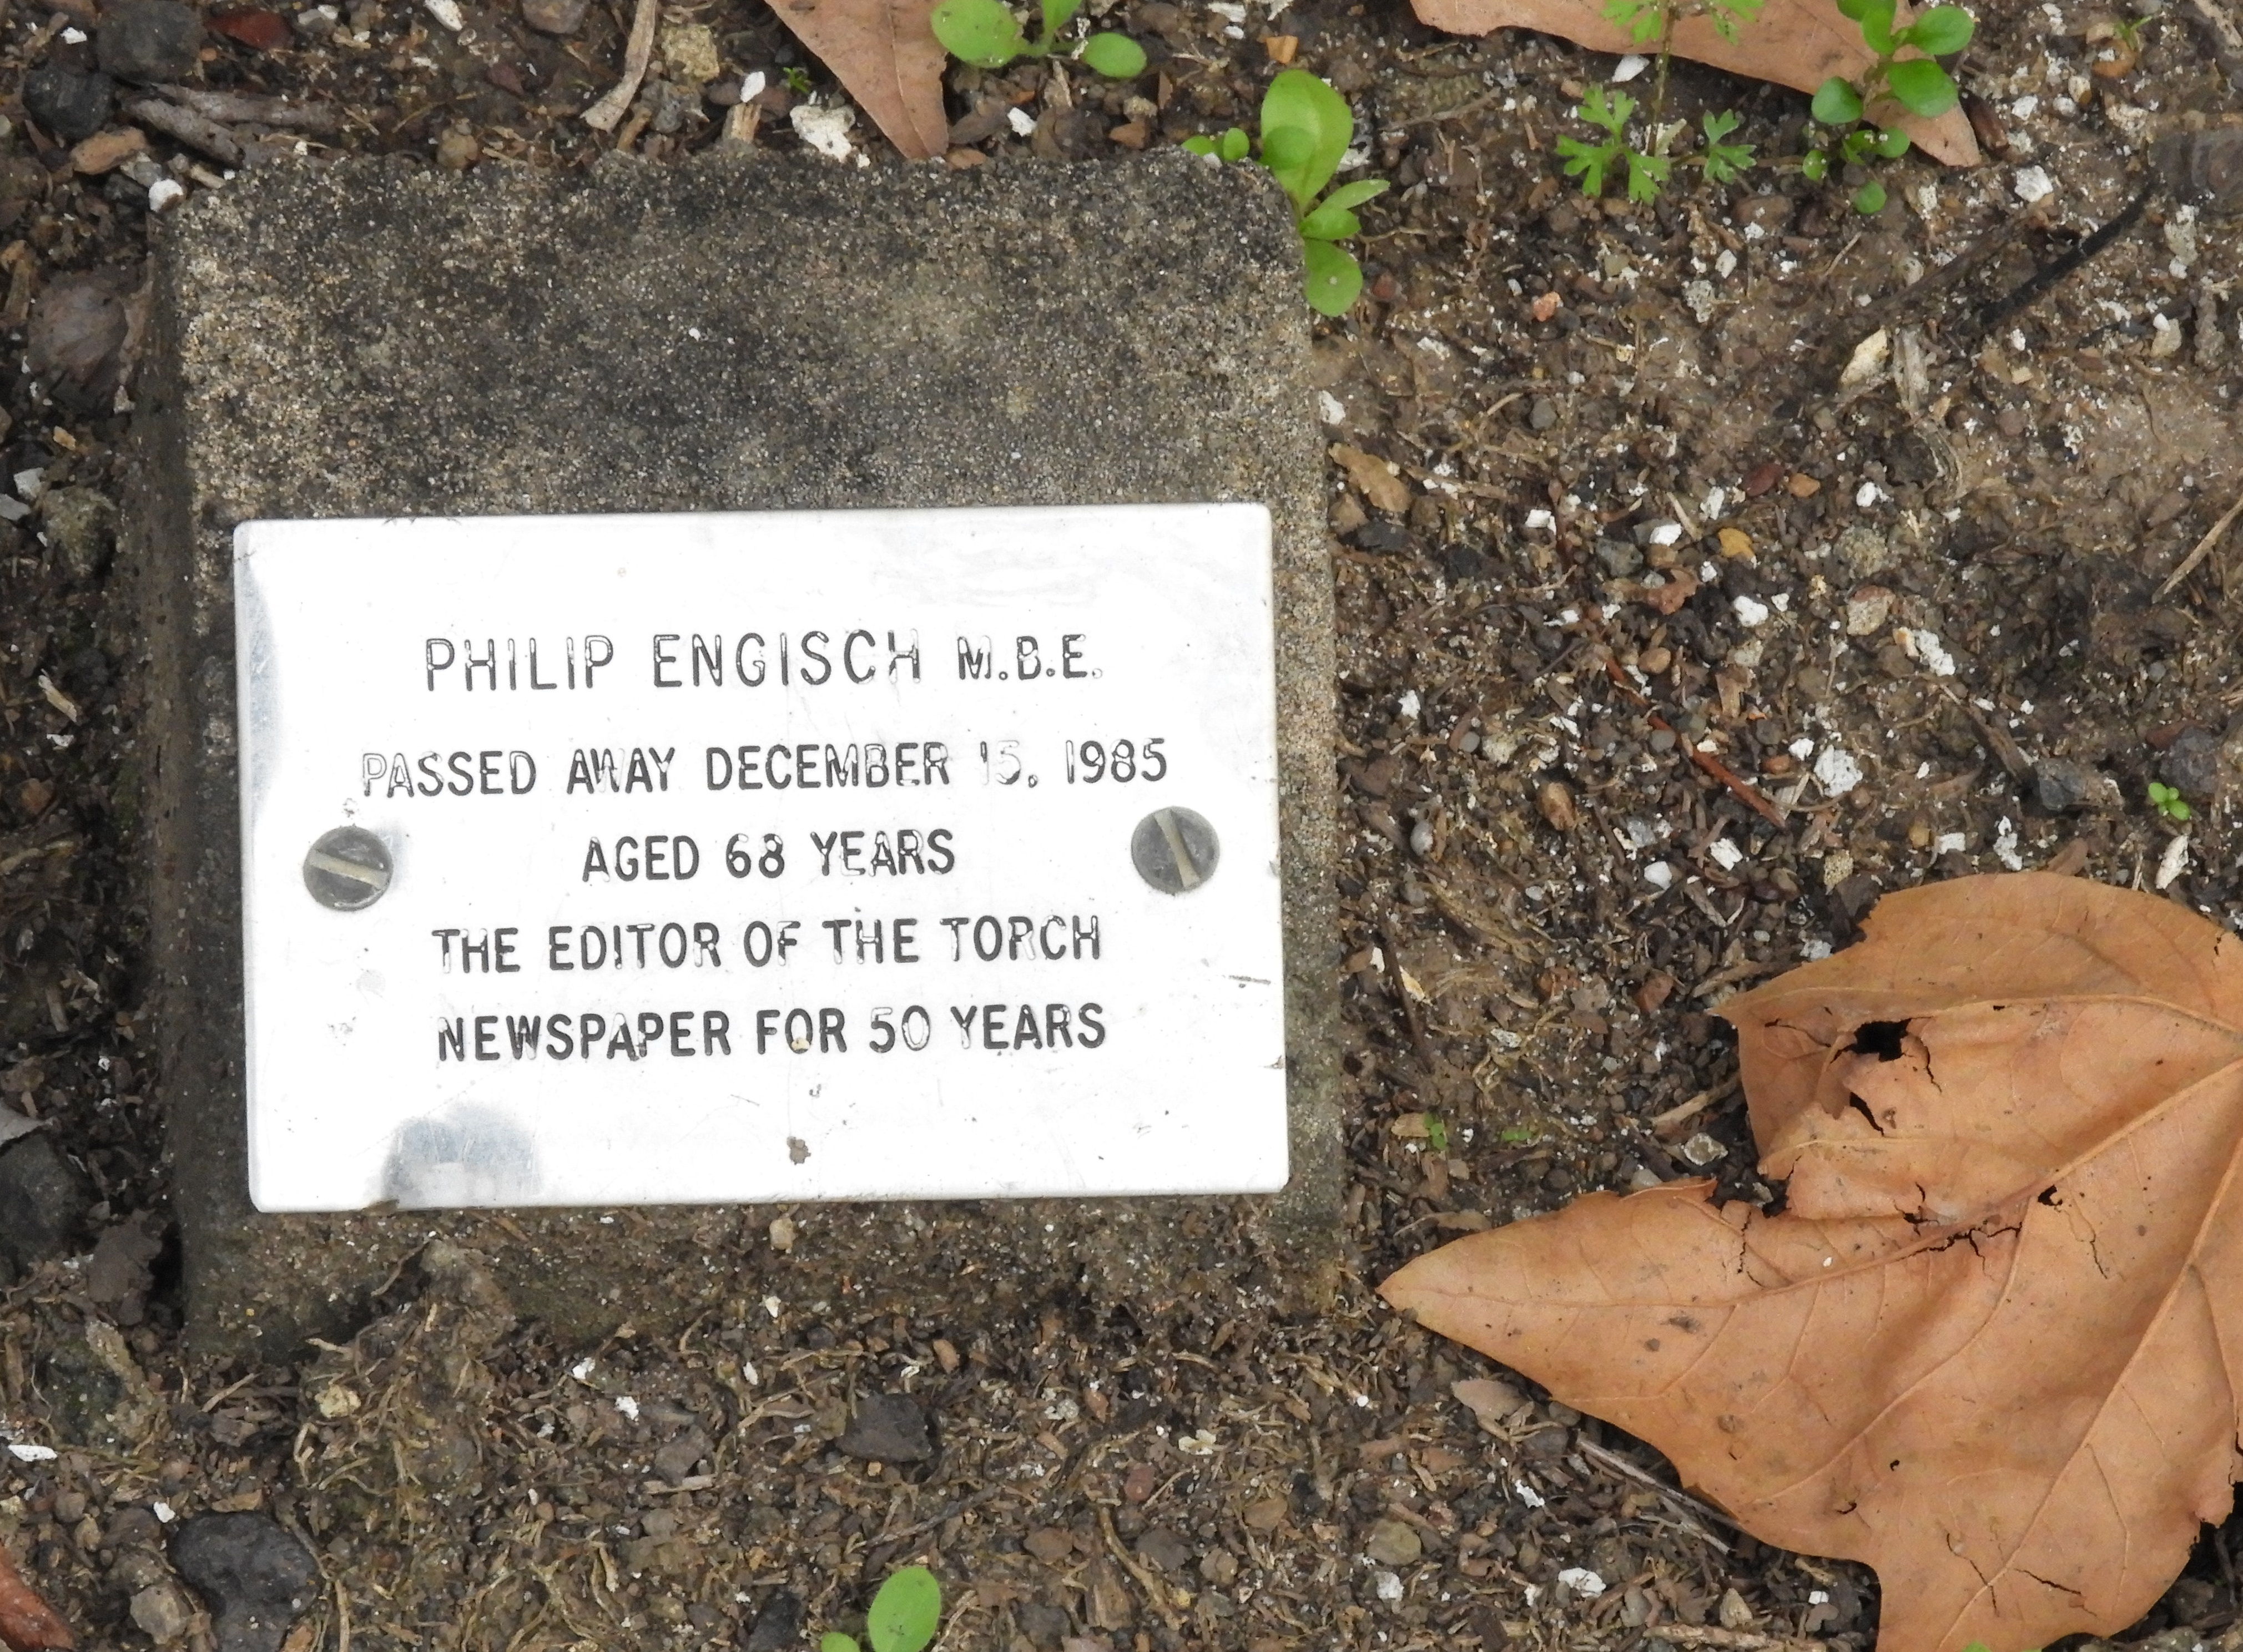 PHILIP ENGISCH M.B.E.
PASSED AWAY DECEMBER 15, 1985
AGED 68 YEARS
THE EDITOR OF THE TORCH
NEWSPAPER FOR 50 YEARS